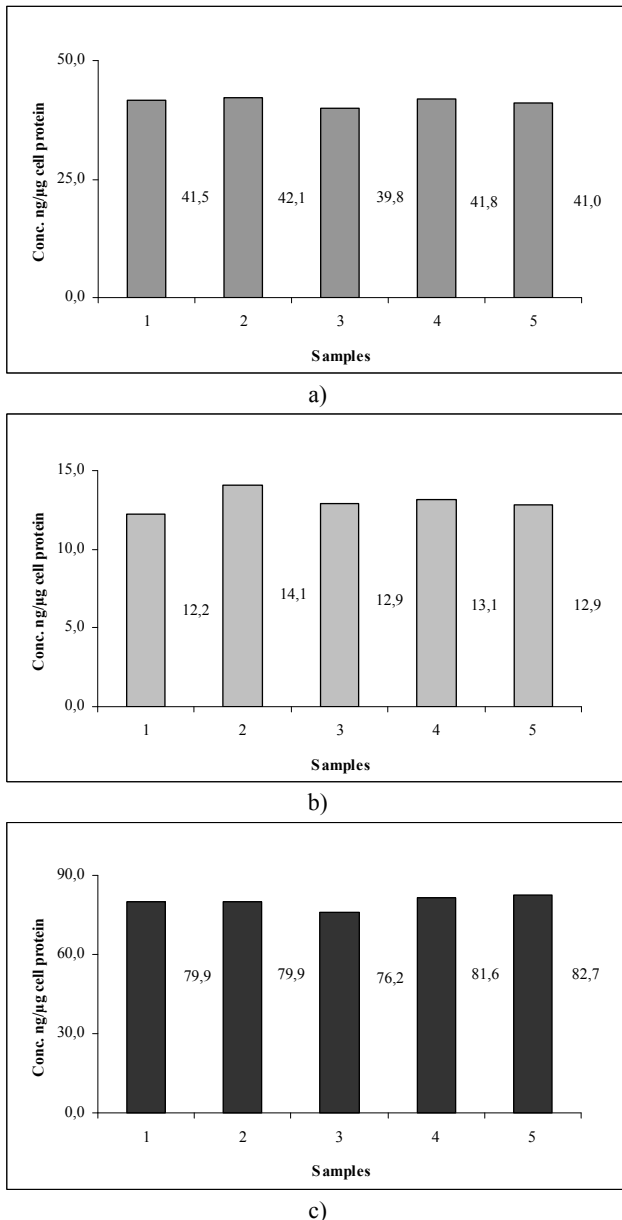 50,0
25,0
0,0
Conc. ng/µg cell protein
41,5 42,1 39,8 41,8 41,0
1 2 3 4 5
Samples
a)
15,0
10,0
5,0
0,0
Conc. ng/µg cell protein
12,2 14,1 12,9 13,1 12,9
1 2 3 4 5
Samples
b)
90,0
60,0
30,0
0,0
Conc. ng/µg cell protein
79,9 79,9 76,2 81,6 82,7
1 2 3 4 5
Samples
c)